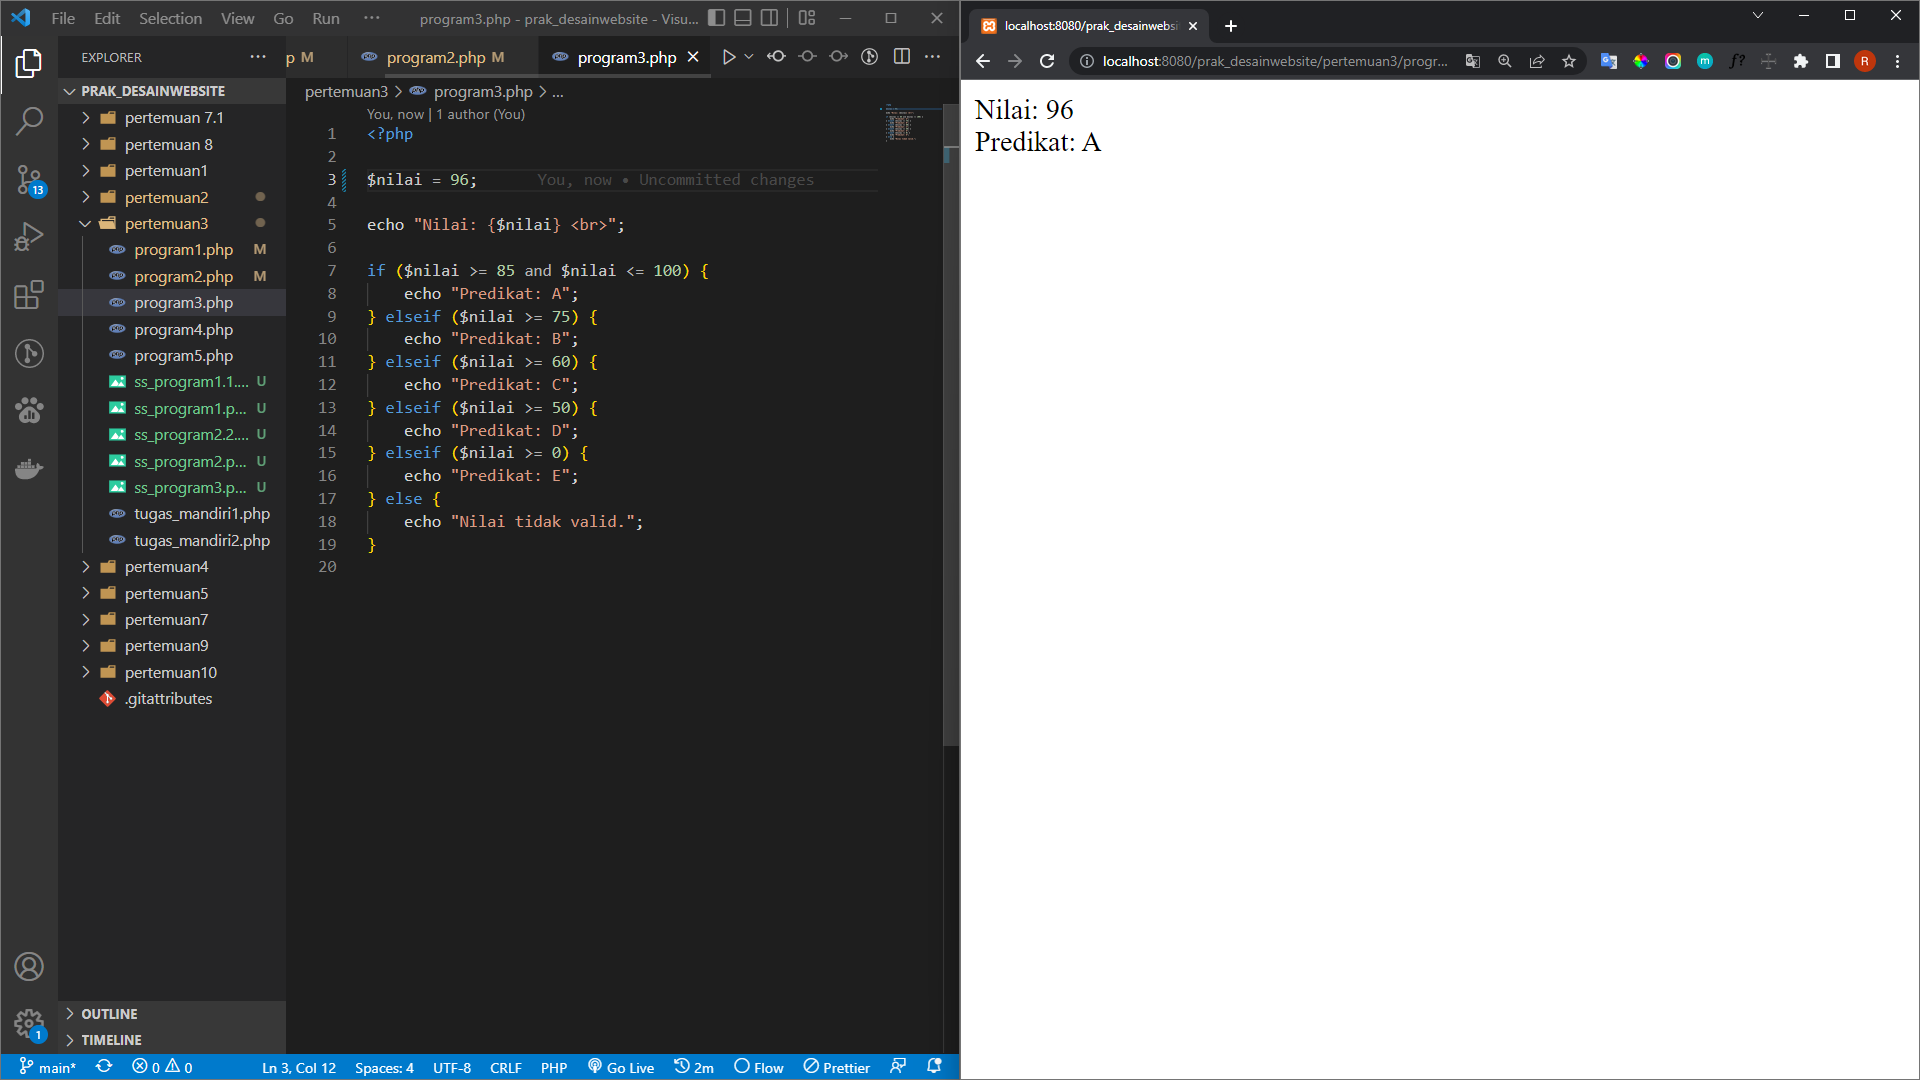 File Edit Selection View Go Run ··· program3.php - prak_desainwebsite - Visu...
EXPLORER ···
PRAK_DESAINWEBSITE
pertemuan 7.1
pertemuan 8
pertemuan1
pertemuan2
pertemuan3
program1.php M
program2.php M
program3.php
program4.php
program5.php
ss_program1.1.... U
ss_program1.p... U
ss_program2.2.... U
ss_program2.p... U
ss_program3.p... U
tugas_mandiri1.php
tugas_mandiri2.php
pertemuan4
pertemuan5
pertemuan7
pertemuan9
pertemuan10
.gitattributes
OUTLINE
TIMELINE
13
1
p M program2.php M program3.php
pertemuan3 > program3.php > ...
You, now | 1 author (You)
1 <?php
2
3 $nilai = 96; You, now • Uncommitted changes
4
5 echo "Nilai: {$nilai} <br>";
6
7 if ($nilai >= 85 and $nilai <= 100) {
8 echo "Predikat: A";
9 } elseif ($nilai >= 75) {
10 echo "Predikat: B";
11 } elseif ($nilai >= 60) {
12 echo "Predikat: C";
13 } elseif ($nilai >= 50) {
14 echo "Predikat: D";
15 } elseif ($nilai >= 0) {
16 echo "Predikat: E";
17 } else {
18 echo "Nilai tidak valid.";
19 }
20
main* 0 0 Ln 3, Col 12 Spaces: 4 UTF-8 CRLF PHP Go Live 2m Flow Prettier
localhost:8080/prak_desainwebsi
localhost:8080/prak_desainwebsite/pertemuan3/progr... m f? R
Nilai: 96
Predikat: A